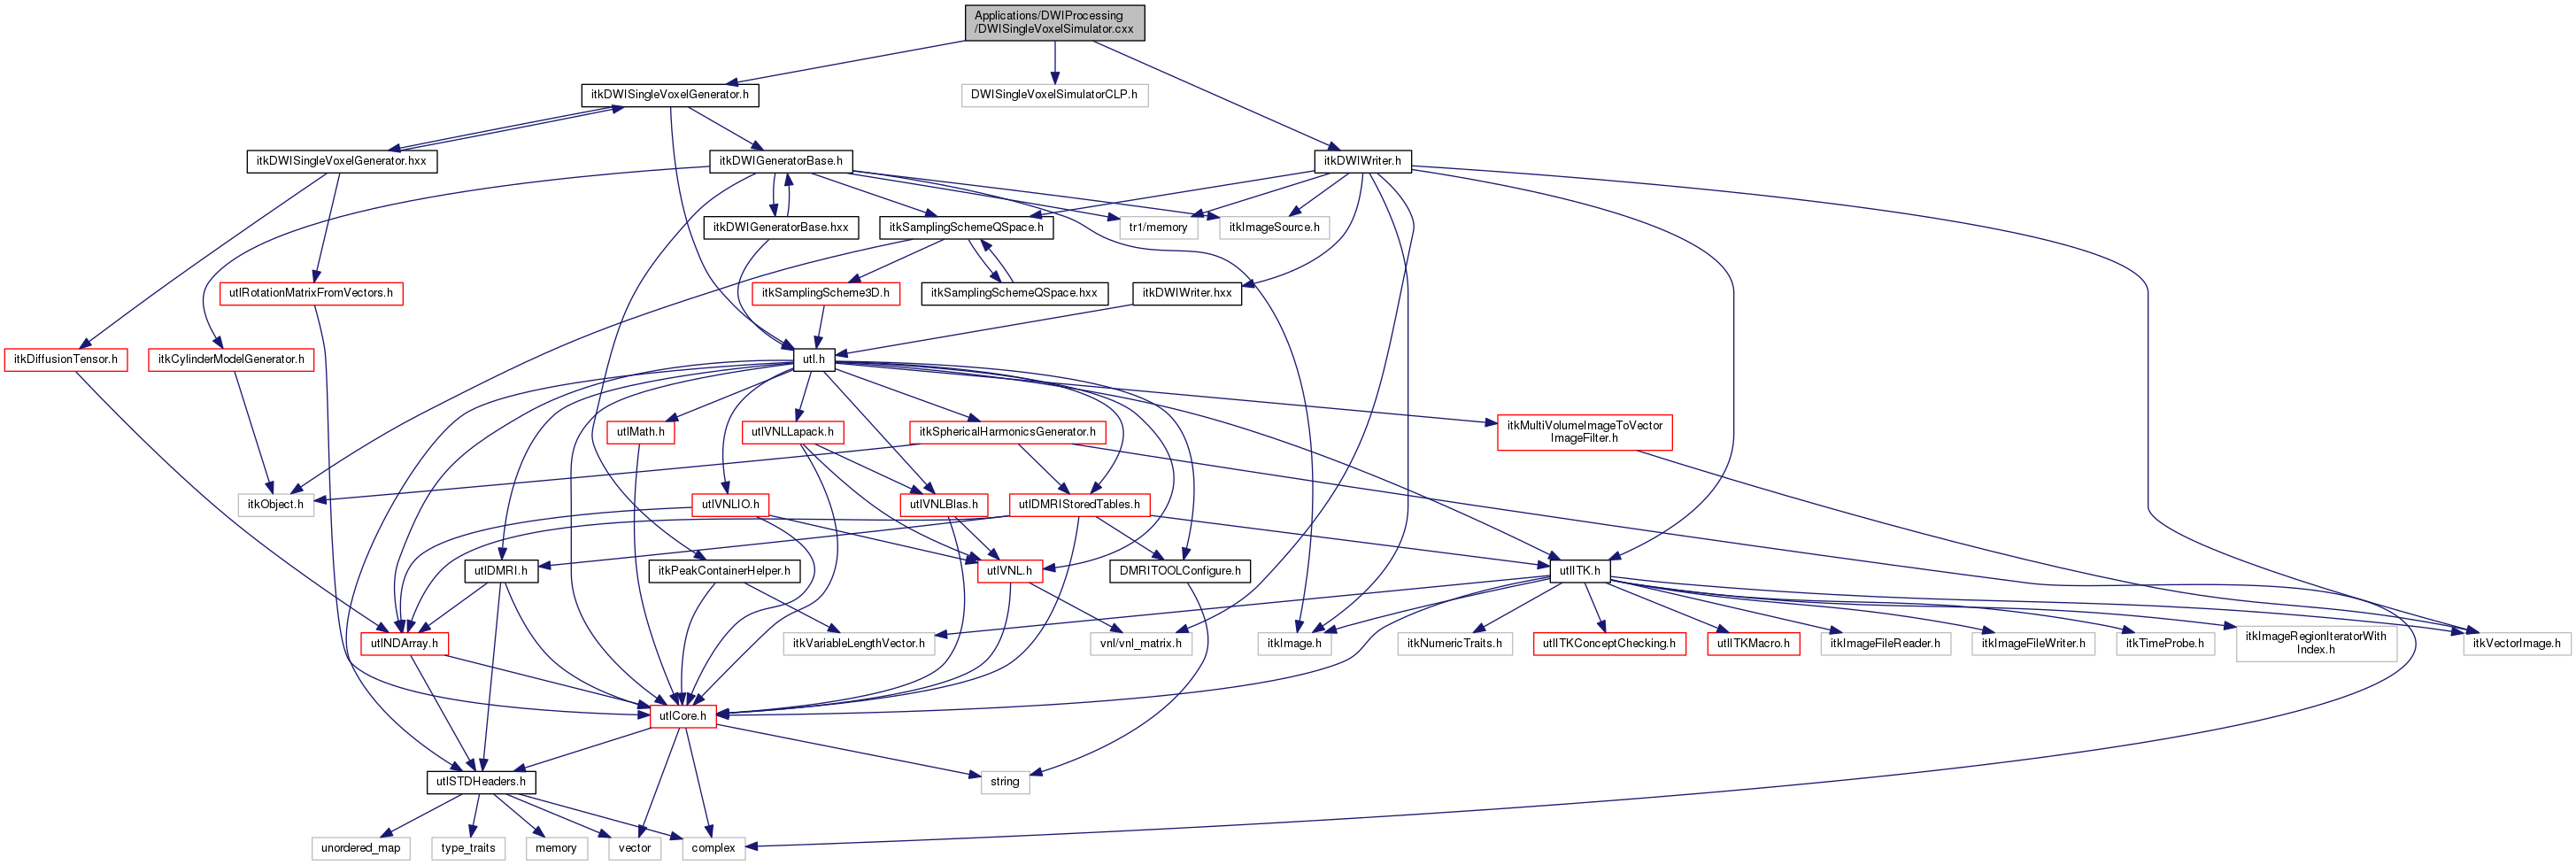 Applications/DWIProcessing
/DWISingleVoxelSimulator.cxx
itkDWISingleVoxelGenerator.h
DWISingleVoxelSimulatorCLP.h
itkDWISingleVoxelGenerator.hxx
itkDWIGeneratorBase.h
itkDWIWriter.h
itkDWIGeneratorBase.hxx
itkSamplingSchemeQSpace.h
tr1/memory
itkImageSource.h
utlRotationMatrixFromVectors.h
itkSamplingScheme3D.h
itkSamplingSchemeQSpace.hxx
itkDWIWriter.hxx
itkDiffusionTensor.h
itkCylinderModelGenerator.h
utl.h
utlMath.h
utlVNLLapack.h
itkSphericalHarmonicsGenerator.h
itkMultiVolumeImageToVector
ImageFilter.h
itkObject.h
utlVNLIO.h
utlVNLBlas.h
utlDMRIStoredTables.h
utlDMRI.h
itkPeakContainerHelper.h
utlVNL.h
DMRITOOLConfigure.h
utlITK.h
utlNDArray.h
itkVariableLengthVector.h
vnl/vnl_matrix.h
itkImage.h
itkNumericTraits.h
utlITKConceptChecking.h
utlITKMacro.h
itkImageFileReader.h
itkImageFileWriter.h
itkTimeProbe.h
itkImageRegionIteratorWith
Index.h
itkVectorImage.h
utlCore.h
utlSTDHeaders.h
string
unordered_map
type_traits
memory
vector
complex